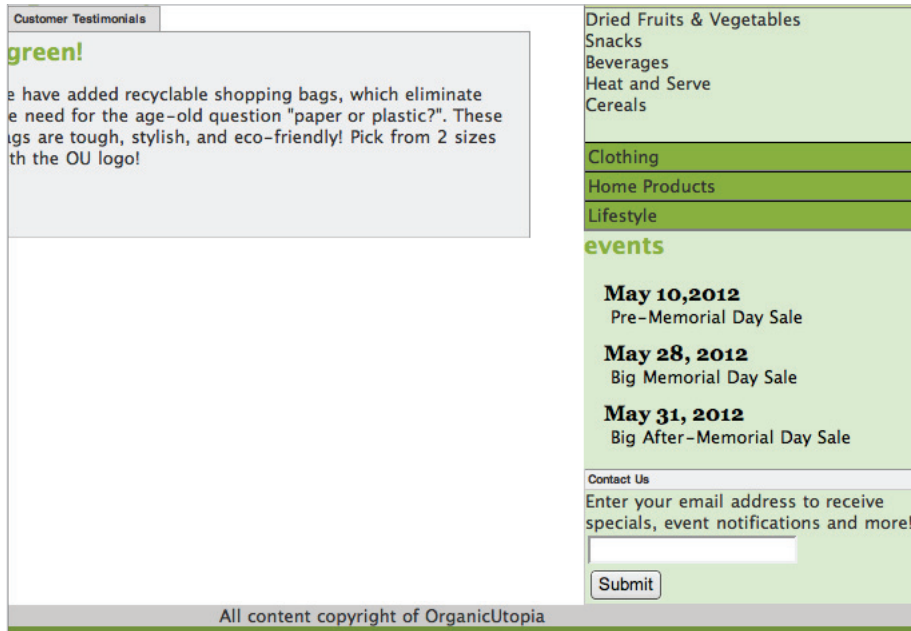 Customer Testimonials
green!
e have added recyclable shopping bags, which eliminate
e need for the age-old question "paper or plastic?". These
ags are tough, stylish, and eco-friendly! Pick from 2 sizes
th the OU logo!
Dried Fruits & Vegetables
Snacks
Beverages
Heat and Serve
Cereals
Clothing
Home Products
Lifestyle
events
May 10,2012
Pre-Memorial Day Sale
May 28, 2012
Big Memorial Day Sale
May 31, 2012
Big After-Memorial Day Sale
Contact Us
Enter your email address to receive
specials, event notifications and more!
Submit
All content copyright of OrganicUtopia